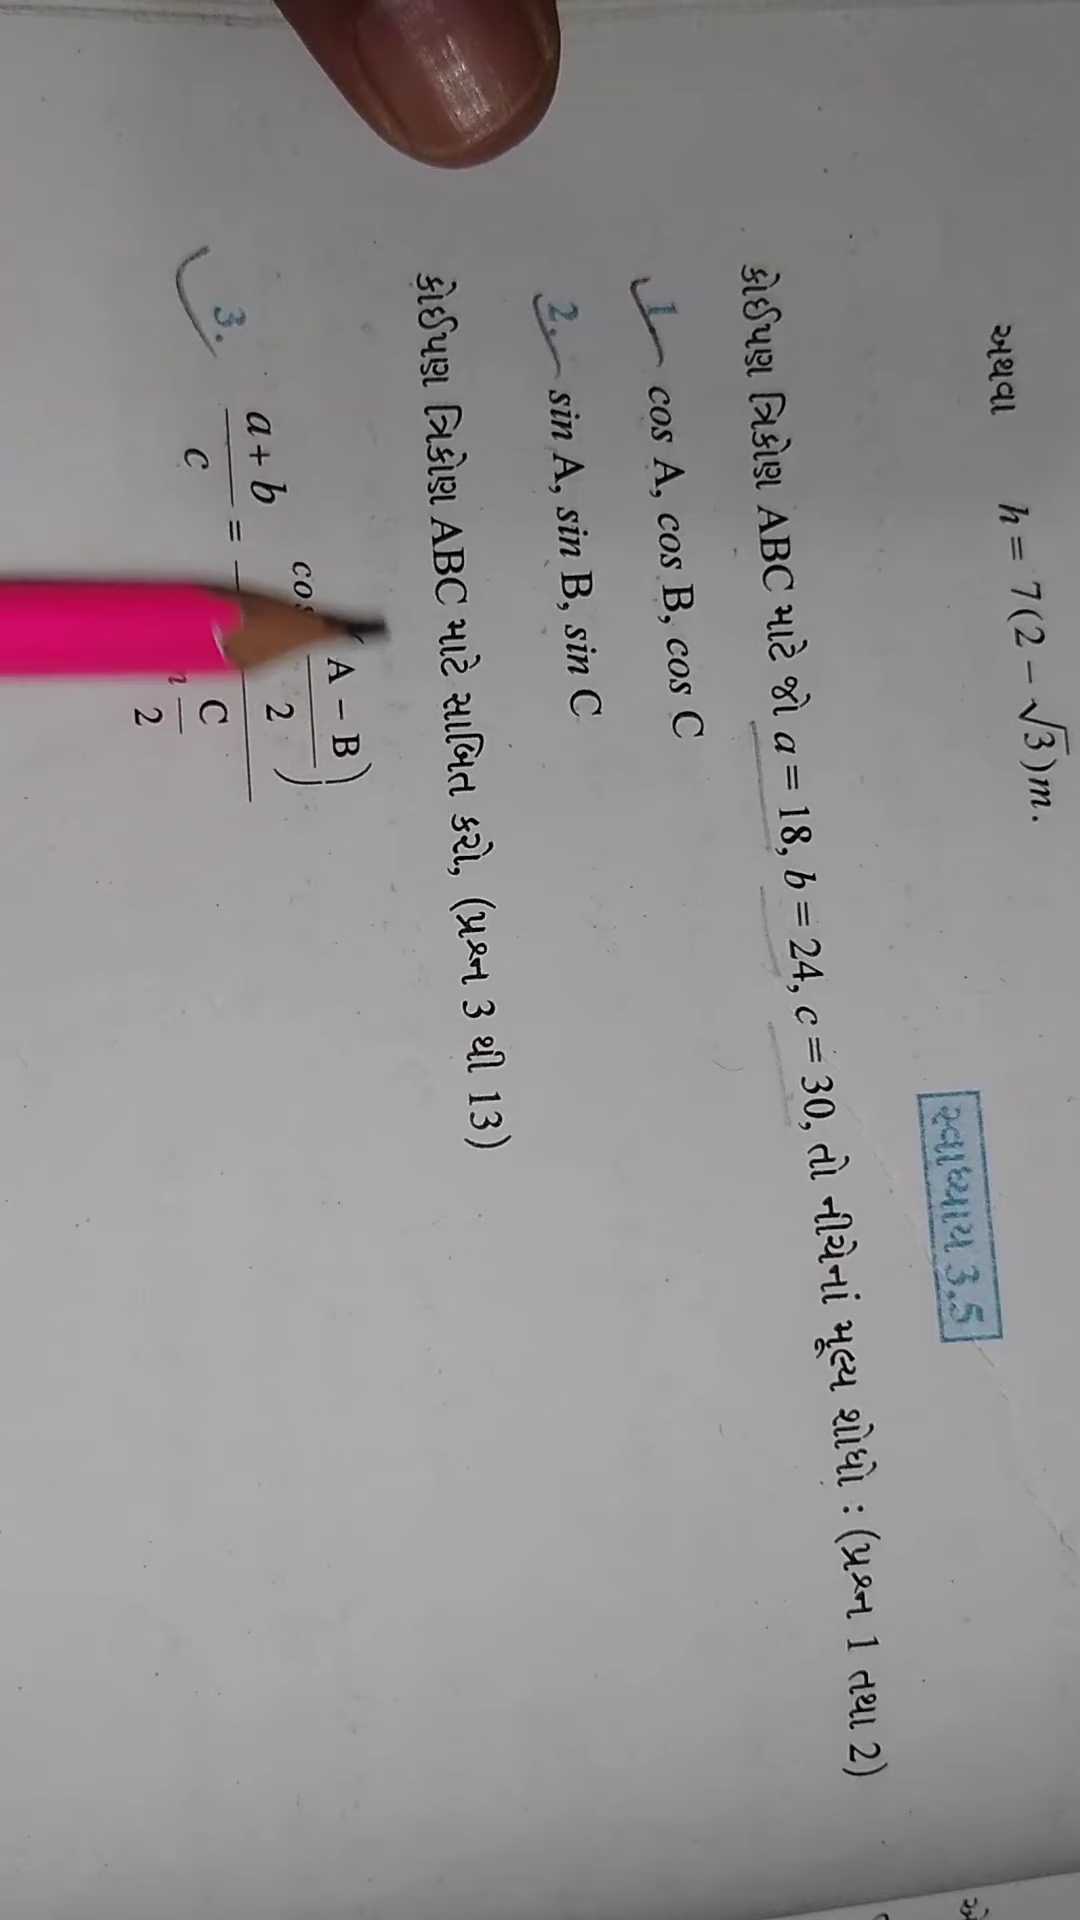 અથવા h = 7(2 – √3)m.
સ્વાધ્યાય 3.5
કોઈપણ ત્રિકોણ ABC માટે જો a = 18, b = 24, c = 30, તો નીચેનાં મૂલ્ય શોધો : (પ્રશ્ન 1 તથા 2)
1. cos A, cos B, cos C
2. sin A, sin B, sin C
કોઈપણ ત્રિકોણ ABC માટે સાબિત કરો, (પ્રશ્ન 3 થી 13)
3. a + b / c = A – B / 2 ) / C / 2